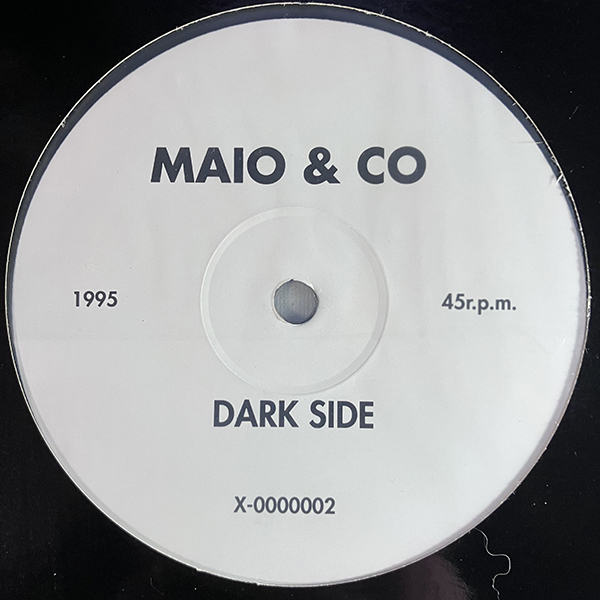 MAIO & CO
1995
45r.p.m.
DARK SIDE
X-0000002